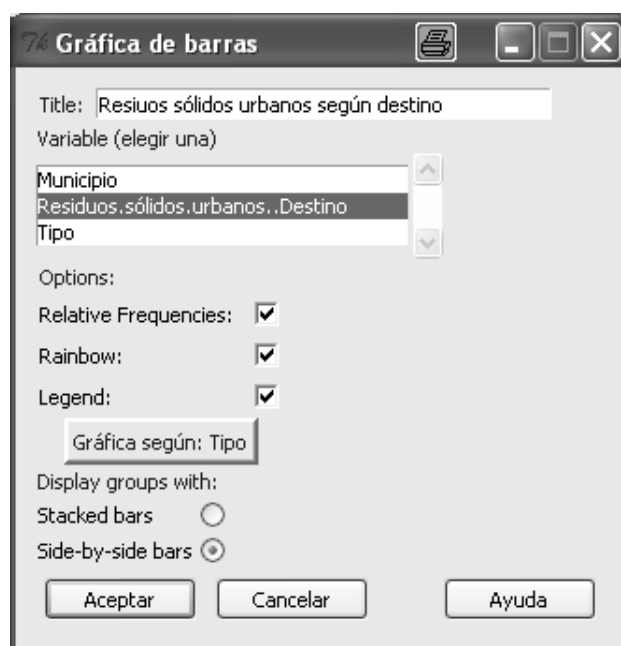 Gráfica de barras
Title: Resiuos sólidos urbanos según destino
Variable (elegir una)
Municipio
Residuos.sólidos.urbanos..Destino
Tipo
Options:
Relative Frequencies:
Rainbow:
Legend:
Gráfica según: Tipo
Display groups with:
Stacked bars
Side-by-side bars
Aceptar Cancelar Ayuda